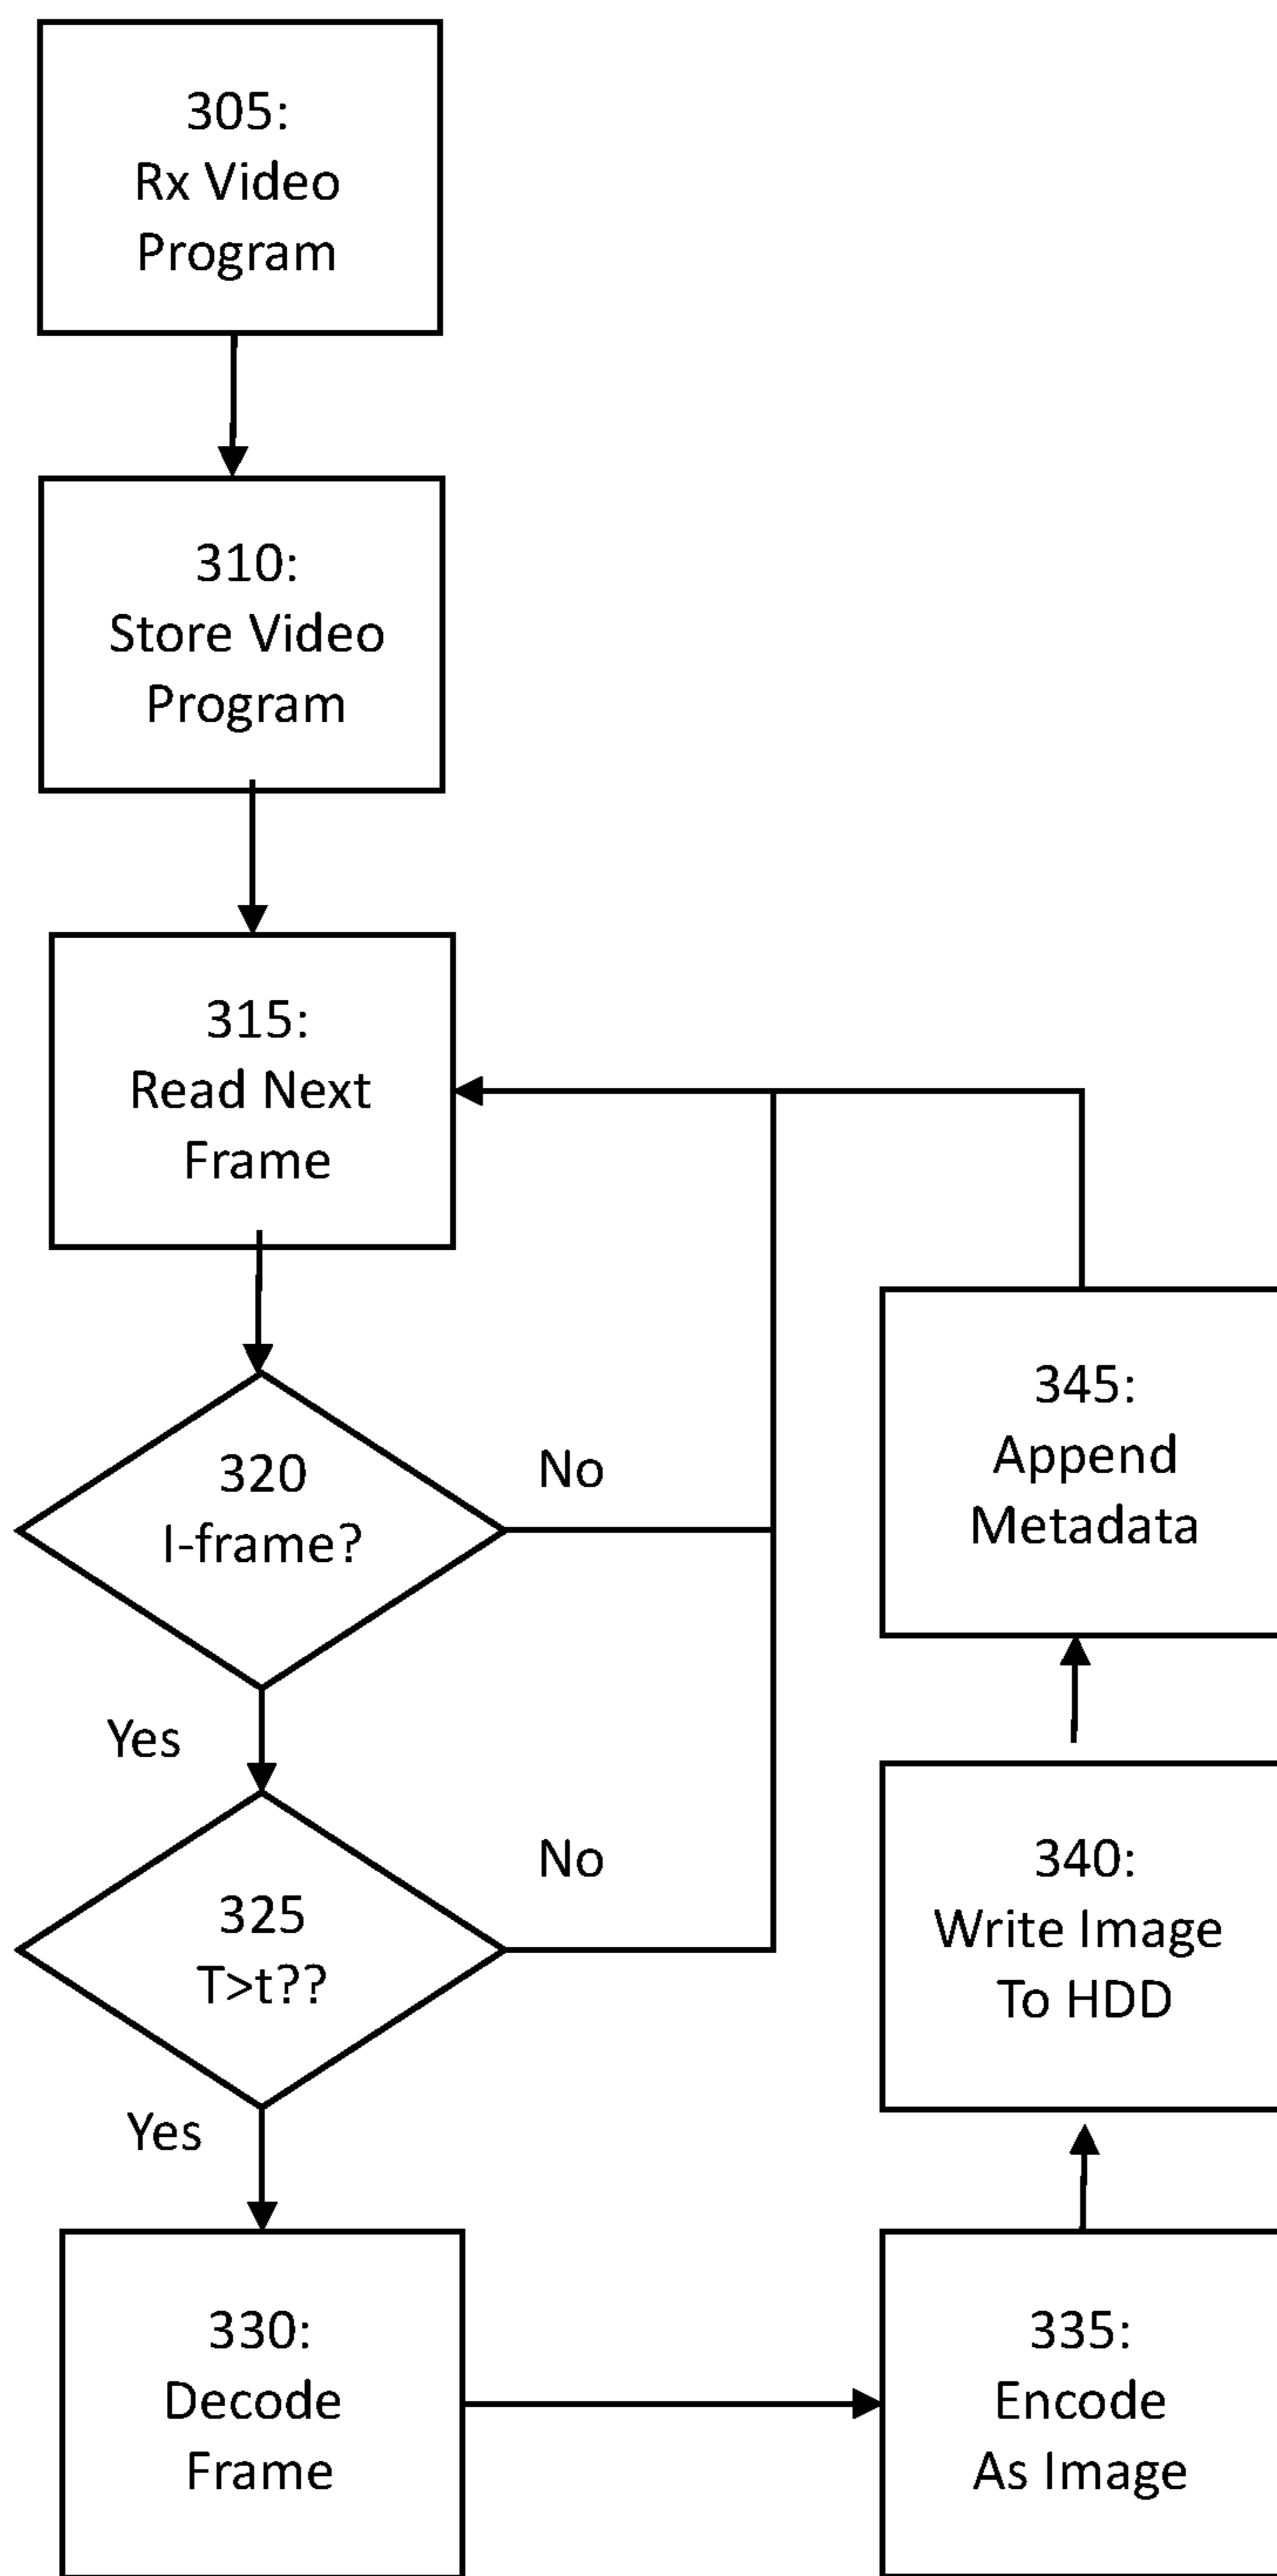 305:
Rx Video
Program
310:
Store Video
Program
315:
Read Next
Frame
320
I-frame?
No
Yes
325
T>t??
No
Yes
330:
Decode
Frame
335:
Encode
As Image
340:
Write Image
To HDD
345:
Append
Metadata